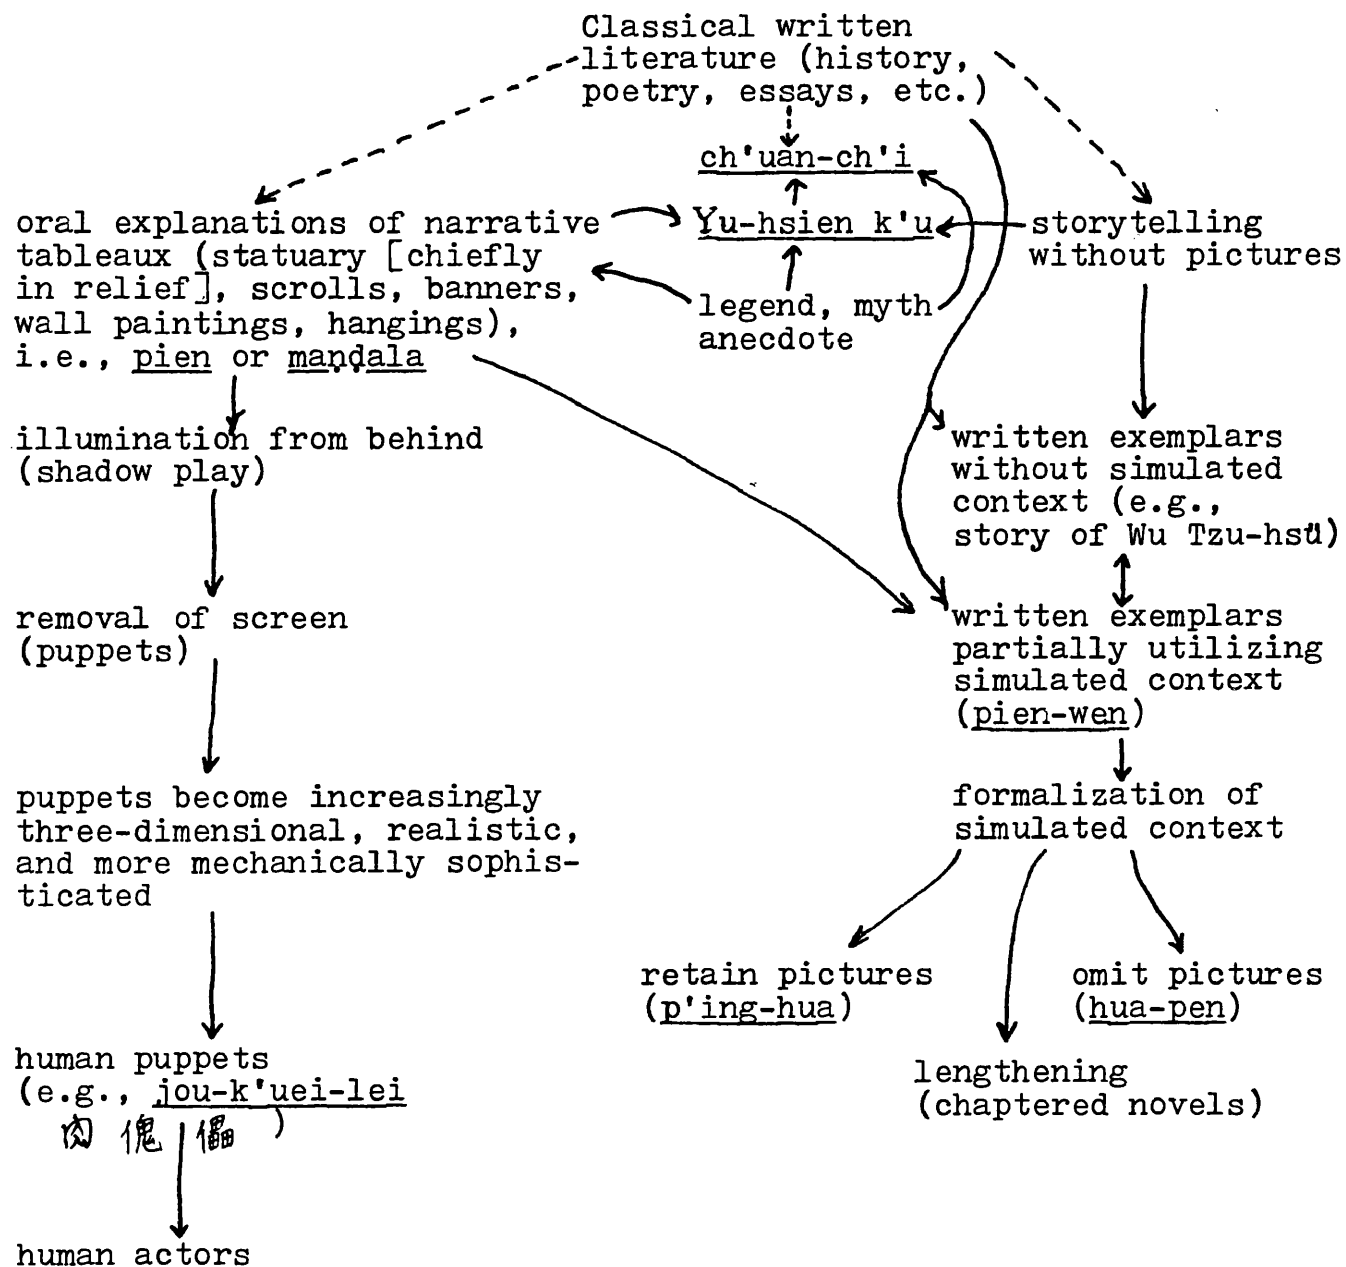 Classical written
literature (history,
poetry, essays, etc.)
ch'uan-ch'i
oral explanations of narrative
tableaux (statuary [chiefly
in relief], scrolls, banners,
wall paintings, hangings),
i.e., pien or maṇḍala
Yu-hsien k'u
storytelling
without pictures
legend, myth
anecdote
illumination from behind
(shadow play)
written exemplars
without simulated
context (e.g.,
story of Wu Tzu-hsü)
removal of screen
(puppets)
written exemplars
partially utilizing
simulated context
(pien-wen)
puppets become increasingly
three-dimensional, realistic,
and more mechanically sophis-
ticated
formalization of
simulated context
retain pictures
(p'ing-hua)
omit pictures
(hua-pen)
human puppets
(e.g., jou-k'uei-lei
肉傀儡)
lengthening
(chaptered novels)
human actors